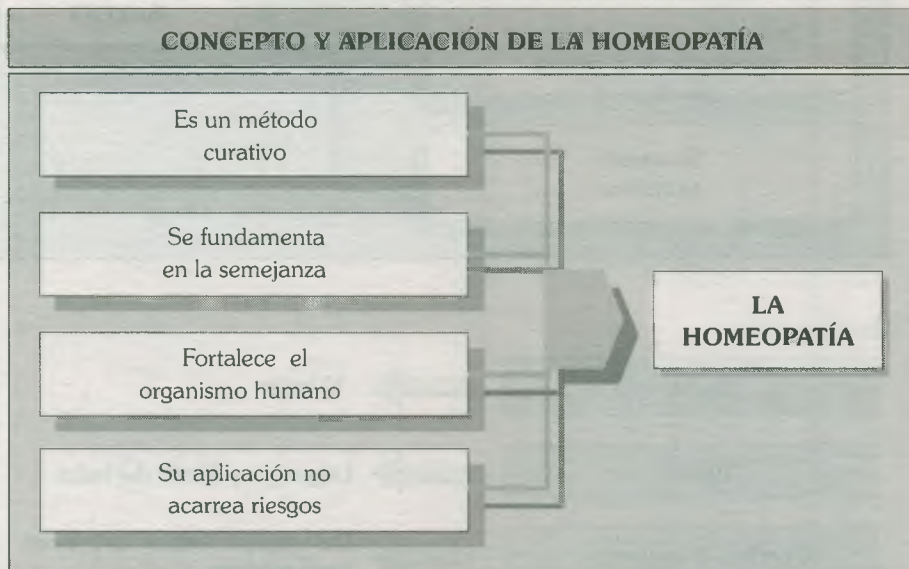 CONCEPTO Y APLICACIÓN DE LA HOMEOPATÍA
Es un método
curativo
Se fundamenta
en la semejanza
Fortalece el
organismo humano
Su aplicación no
acarrea riesgos
LA
HOMEOPATÍA